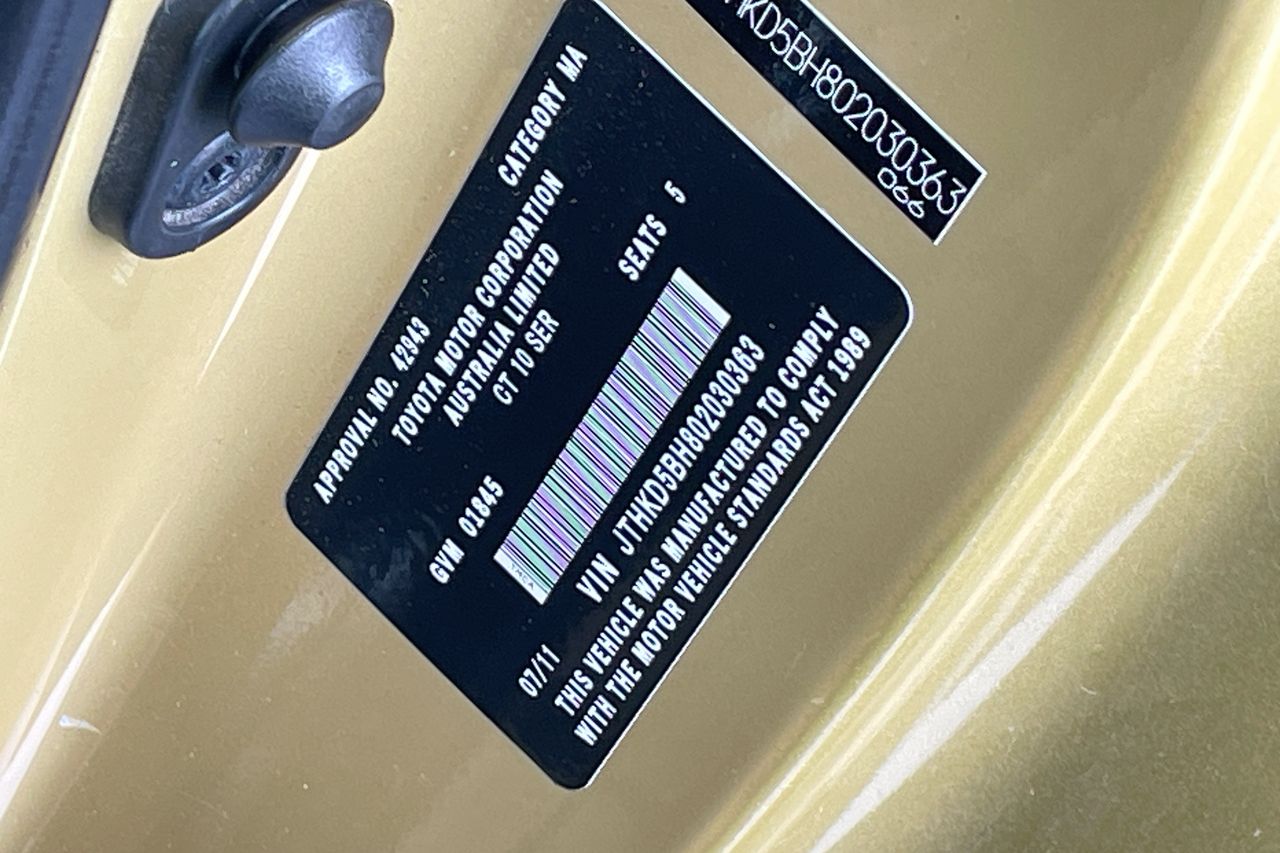 APPROVAL NO. 42943 CATEGORY MA
TOYOTA MOTOR CORPORATION
AUSTRALIA LIMITED
CT 10 SER
GVM 01845 SEATS 5
VIN JTHKD5BH802030363
07/11
THIS VEHICLE WAS MANUFACTURED TO COMPLY
WITH THE MOTOR VEHICLE STANDARDS ACT 1989
HKD5BH802030363
066